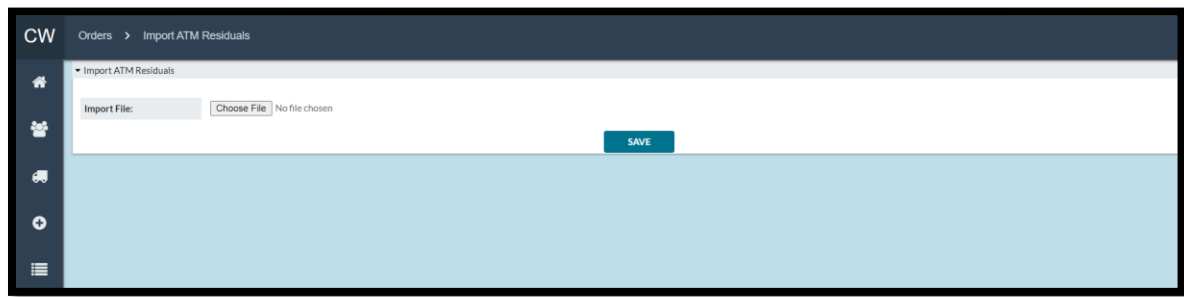 CW Orders > Import ATM Residuals
Import ATM Residuals
Import File: Choose File No file chosen
SAVE